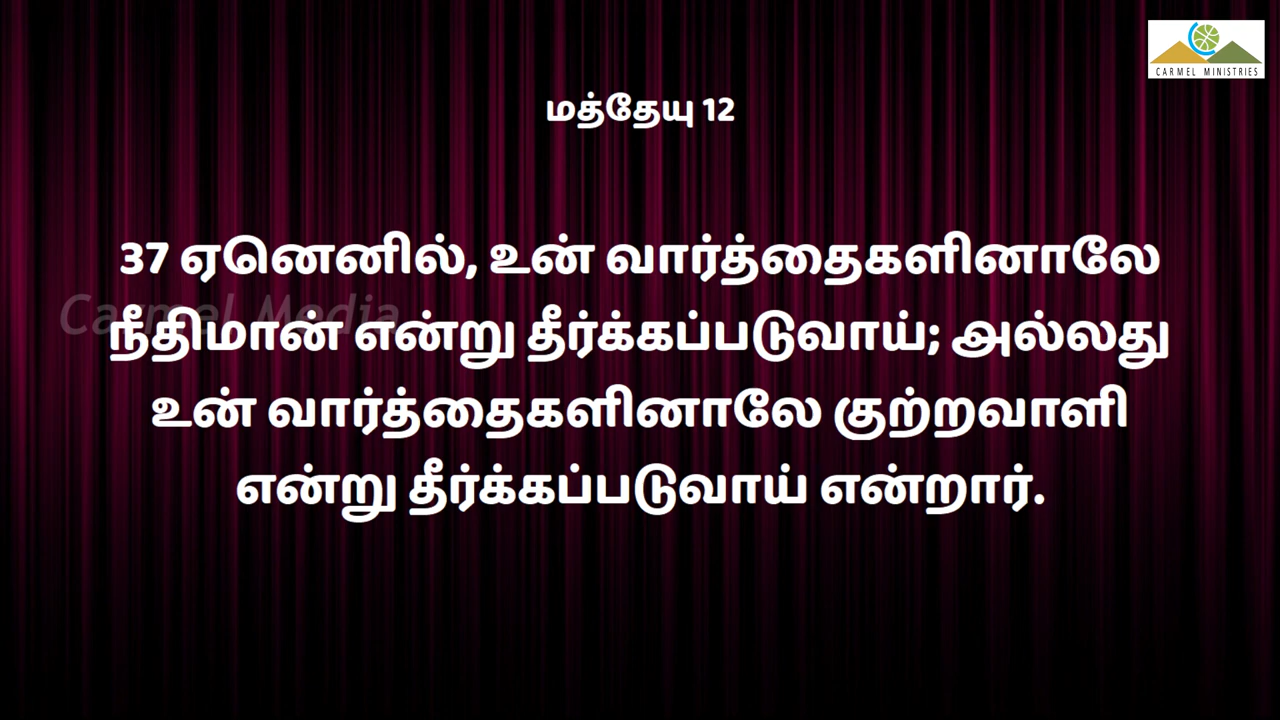 CARMEL MINISTRIES
மத்தேயு 12
37 ஏனெனில், உன் வார்த்தைகளினாலே
Carmel Media
நீதிமான் என்று தீர்க்கப்படுவாய்; அல்லது
உன் வார்த்தைகளினாலே குற்றவாளி
என்று தீர்க்கப்படுவாய் என்றார்.